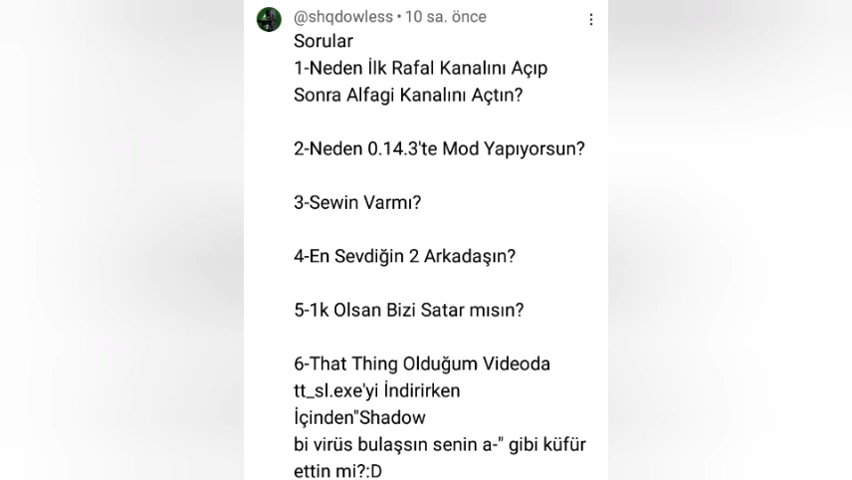 @shqdowless • 10 sa. önce
Sorular
1-Neden İlk Rafal Kanalını Açıp
Sonra Alfagi Kanalını Açtın?
2-Neden 0.14.3'te Mod Yapıyorsun?
3-Sewin Varmı?
4-En Sevdiğin 2 Arkadaşın?
5-1k Olsan Bizi Satar mısın?
6-That Thing Olduğum Videoda
tt_sl.exe'yi İndirirken
İçinden"Shadow
bi virüs bulaşsın senin a-" gibi küfür
ettin mi?:D